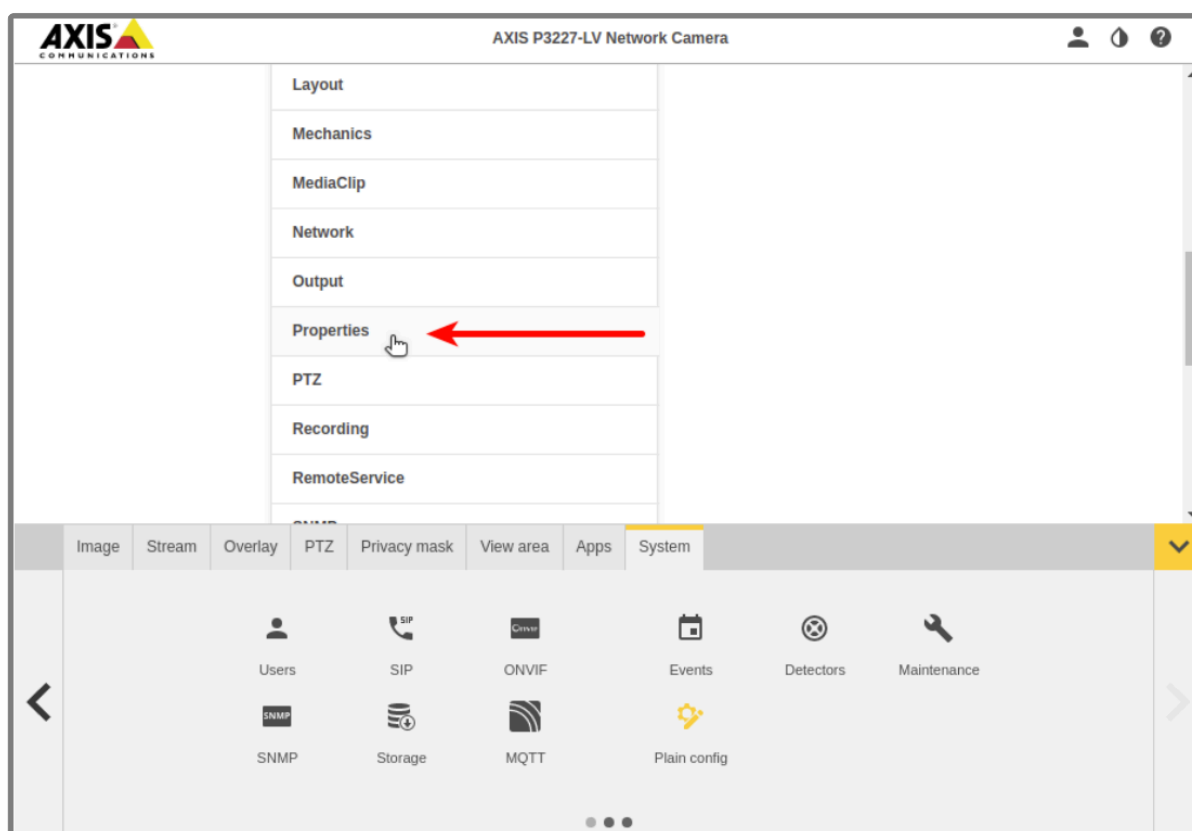 AXIS
COMMUNICATIONS
AXIS P3227-LV Network Camera
Layout
Mechanics
MediaClip
Network
Output
Properties
PTZ
Recording
RemoteService
SNMP
Image Stream Overlay PTZ Privacy mask View area Apps System
SIP
ONVIF
Users SIP ONVIF Events Detectors Maintenance
SNMP
SNMP Storage MQTT Plain config